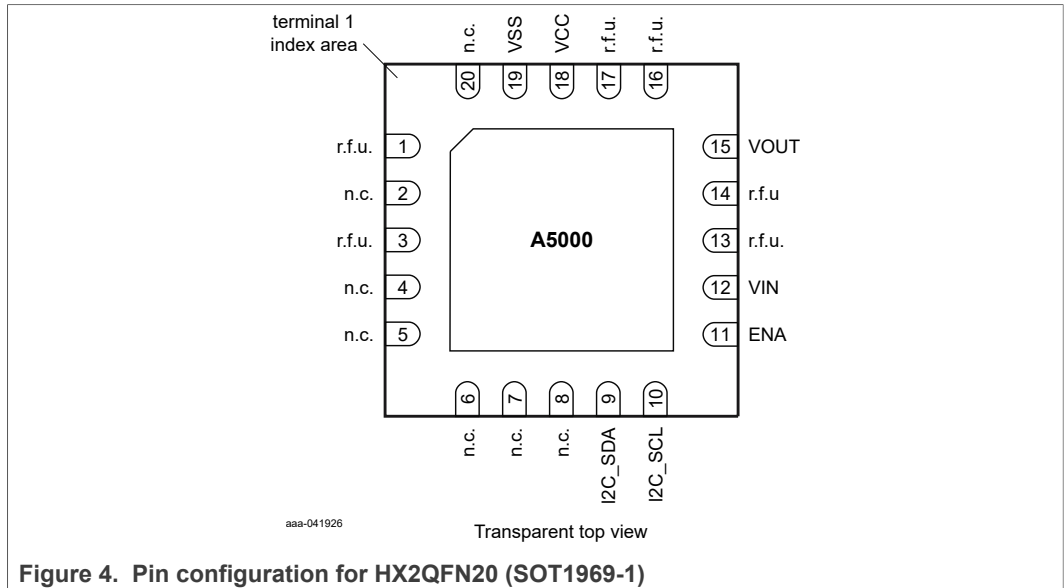 terminal 1
index area
n.c.
VSS
VCC
r.f.u.
r.f.u.
20
19
18
17
16
r.f.u.
1
15
VOUT
n.c.
2
14
r.f.u
r.f.u.
3
A5000
13
r.f.u.
n.c.
4
12
VIN
n.c.
5
11
ENA
6
7
8
9
10
n.c.
n.c.
n.c.
I2C_SDA
I2C_SCL
aaa-041926
Transparent top view
Figure 4. Pin configuration for HX2QFN20 (SOT1969-1)